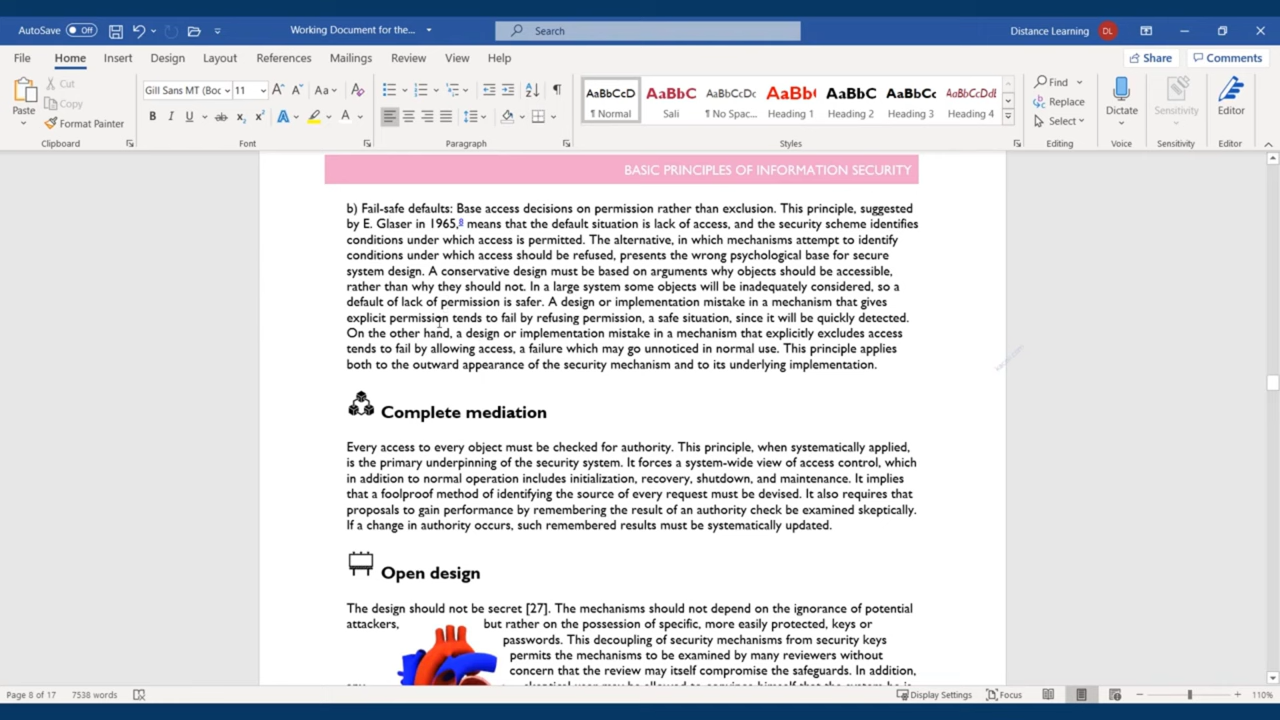 AutoSave Off Working Document for the... Search Distance Learning DL
File Home Insert Design Layout References Mailings Review View Help Share Comments
Paste Cut Copy Format Painter Clipboard
Gill Sans MT (Boc 11 Font
Paragraph
AaBbCcD AaBbC AaBbCcDc AaBb( AaBbC AaBbCc AaBbCcDdI
¶ Normal Sali ¶ No Spac... Heading 1 Heading 2 Heading 3 Heading 4
Styles
Find Replace Select Editing
Dictate Voice
Sensitivity Sensitivity
Editor Editor
BASIC PRINCIPLES OF INFORMATION SECURITY
b) Fail-safe defaults: Base access decisions on permission rather than exclusion. This principle, suggested
by E. Glaser in 1965,8 means that the default situation is lack of access, and the security scheme identifies
conditions under which access is permitted. The alternative, in which mechanisms attempt to identify
conditions under which access should be refused, presents the wrong psychological base for secure
system design. A conservative design must be based on arguments why objects should be accessible,
rather than why they should not. In a large system some objects will be inadequately considered, so a
default of lack of permission is safer. A design or implementation mistake in a mechanism that gives
explicit permission tends to fail by refusing permission, a safe situation, since it will be quickly detected.
On the other hand, a design or implementation mistake in a mechanism that explicitly excludes access
tends to fail by allowing access, a failure which may go unnoticed in normal use. This principle applies
both to the outward appearance of the security mechanism and to its underlying implementation.
Complete mediation
Every access to every object must be checked for authority. This principle, when systematically applied,
is the primary underpinning of the security system. It forces a system-wide view of access control, which
in addition to normal operation includes initialization, recovery, shutdown, and maintenance. It implies
that a foolproof method of identifying the source of every request must be devised. It also requires that
proposals to gain performance by remembering the result of an authority check be examined skeptically.
If a change in authority occurs, such remembered results must be systematically updated.
Open design
The design should not be secret [27]. The mechanisms should not depend on the ignorance of potential
attackers, but rather on the possession of specific, more easily protected, keys or
passwords. This decoupling of security mechanisms from security keys
permits the mechanisms to be examined by many reviewers without
concern that the review may itself compromise the safeguards. In addition,
Page 8 of 17 7538 words Display Settings Focus 110%